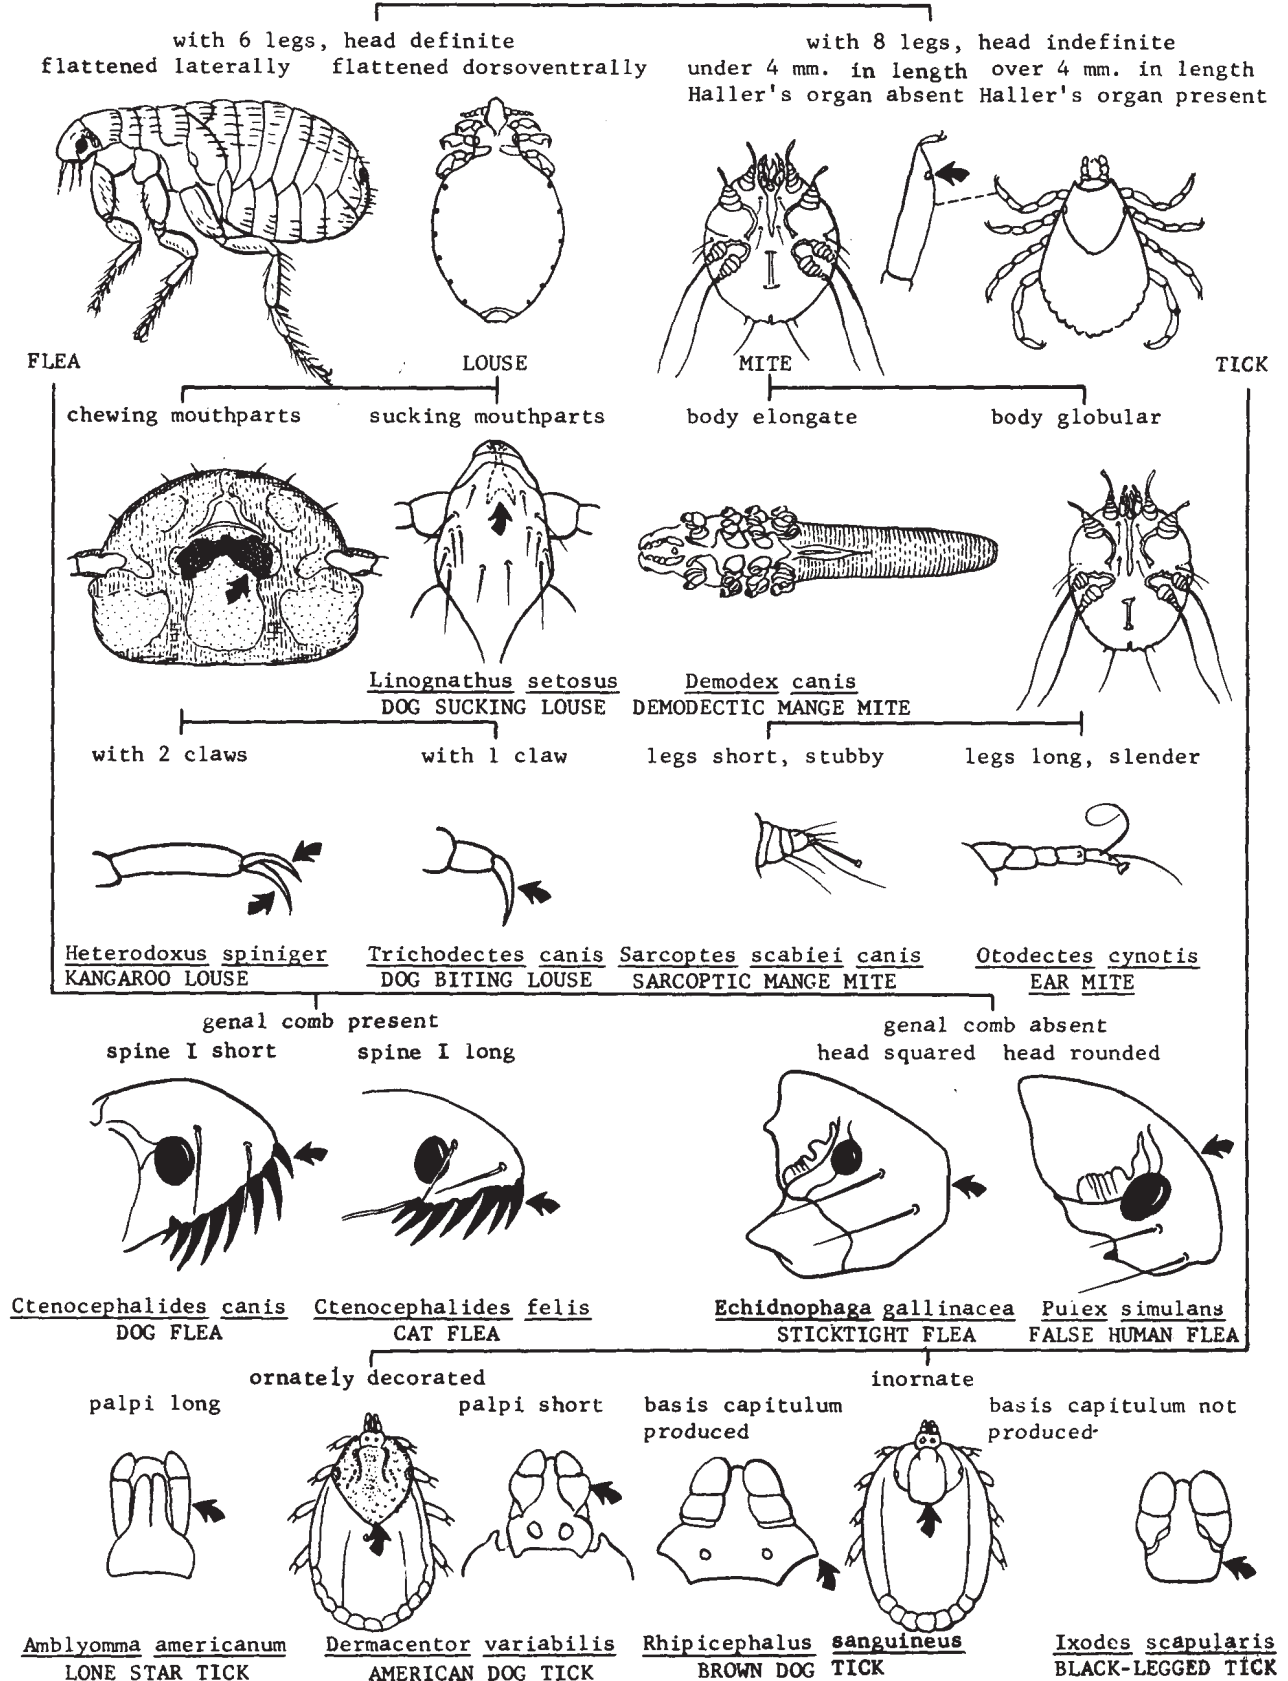 with 6 legs, head definite
flattened laterally flattened dorsoventrally
with 8 legs, head indefinite
under 4 mm. in length over 4 mm. in length
Haller's organ absent Haller's organ present
FLEA LOUSE MITE TICK
chewing mouthparts sucking mouthparts body elongate body globular
Linognathus setosus Demodex canis
DOG SUCKING LOUSE DEMODECTIC MANGE MITE
with 2 claws with 1 claw legs short, stubby legs long, slender
Heterodoxus spiniger Trichodectes canis Sarcoptes scabiei canis Otodectes cynotis
KANGAROO LOUSE DOG BITING LOUSE SARCOPTIC MANGE MITE EAR MITE
genal comb present genal comb absent
spine I short spine I long head squared head rounded
Ctenocephalides canis Ctenocephalides felis Echidnophaga gallinacea Pulex simulans
DOG FLEA CAT FLEA STICKTIGHT FLEA FALSE HUMAN FLEA
ornately decorated inornate
palpi long palpi short basis capitulum produced basis capitulum not produced
Amblyomma americanum Dermacentor variabilis Rhipicephalus sanguineus Ixodes scapularis
LONE STAR TICK AMERICAN DOG TICK BROWN DOG TICK BLACK-LEGGED TICK